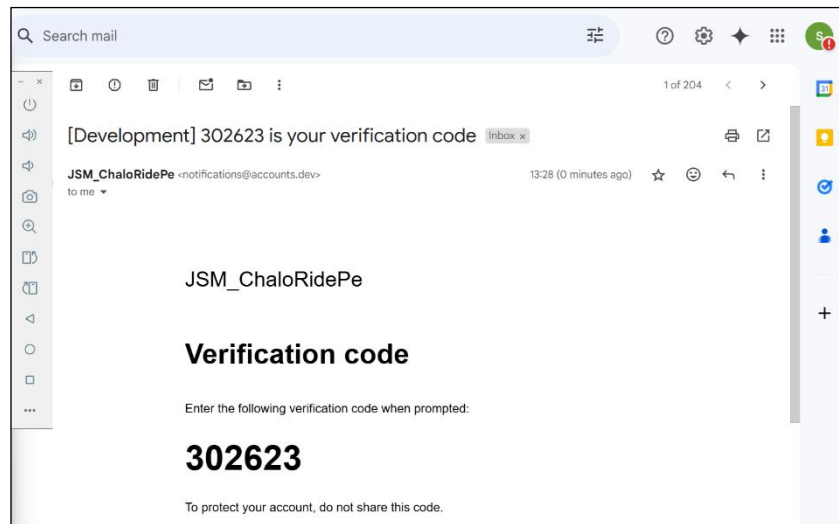 Search mail
S
1 of 204
31
[Development] 302623 is your verification code Inbox x
JSM_ChaloRidePe <notifications@accounts.dev> 13:28 (0 minutes ago)
to me
JSM_ChaloRidePe
Verification code
Enter the following verification code when prompted:
302623
To protect your account, do not share this code.